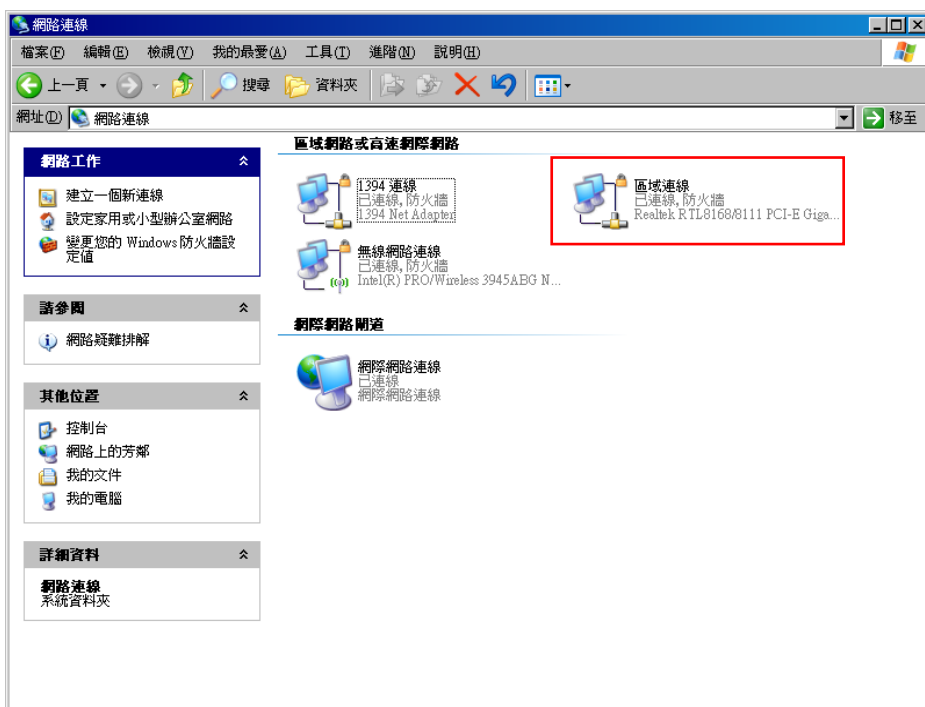 網路連線
檔案(F) 編輯(E) 檢視(V) 我的最愛(A) 工具(T) 進階(N) 說明(H)
上一頁 搜尋 資料夾
網址(D) 網路連線 移至
網路工作
建立一個新連線
設定家用或小型辦公室網路
變更您的 Windows 防火牆設
定值
請參閱
網路疑難排解
其他位置
控制台
網路上的芳鄰
我的文件
我的電腦
詳細資料
網路連線
系統資料夾
區域網路或高速網際網路
1394 連線
已連線, 防火牆
1394 Net Adapter
區域連線
已連線, 防火牆
Realtek RTL8168/8111 PCI-E Giga...
無線網路連線
已連線, 防火牆
Intel(R) PRO/Wireless 3945ABG N...
網際網路閘道
網際網路連線
已連線
網際網路連線